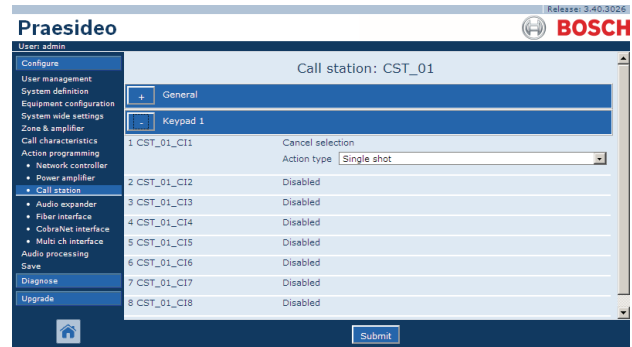 Release: 3.40.3026
Praesideo
BOSCH
User: admin
Configure
User management
System definition
Equipment configuration
System wide settings
Zone & amplifier
Call characteristics
Action programming
• Network controller
• Power amplifier
• Call station
• Audio expander
• Fiber interface
• CobraNet interface
• Multi ch interface
Audio processing
Save
Diagnose
Upgrade
Call station: CST_01
+ General
- Keypad 1
1 CST_01_CI1 Cancel selection
Action type Single shot
2 CST_01_CI2 Disabled
3 CST_01_CI3 Disabled
4 CST_01_CI4 Disabled
5 CST_01_CI5 Disabled
6 CST_01_CI6 Disabled
7 CST_01_CI7 Disabled
8 CST_01_CI8 Disabled
Submit